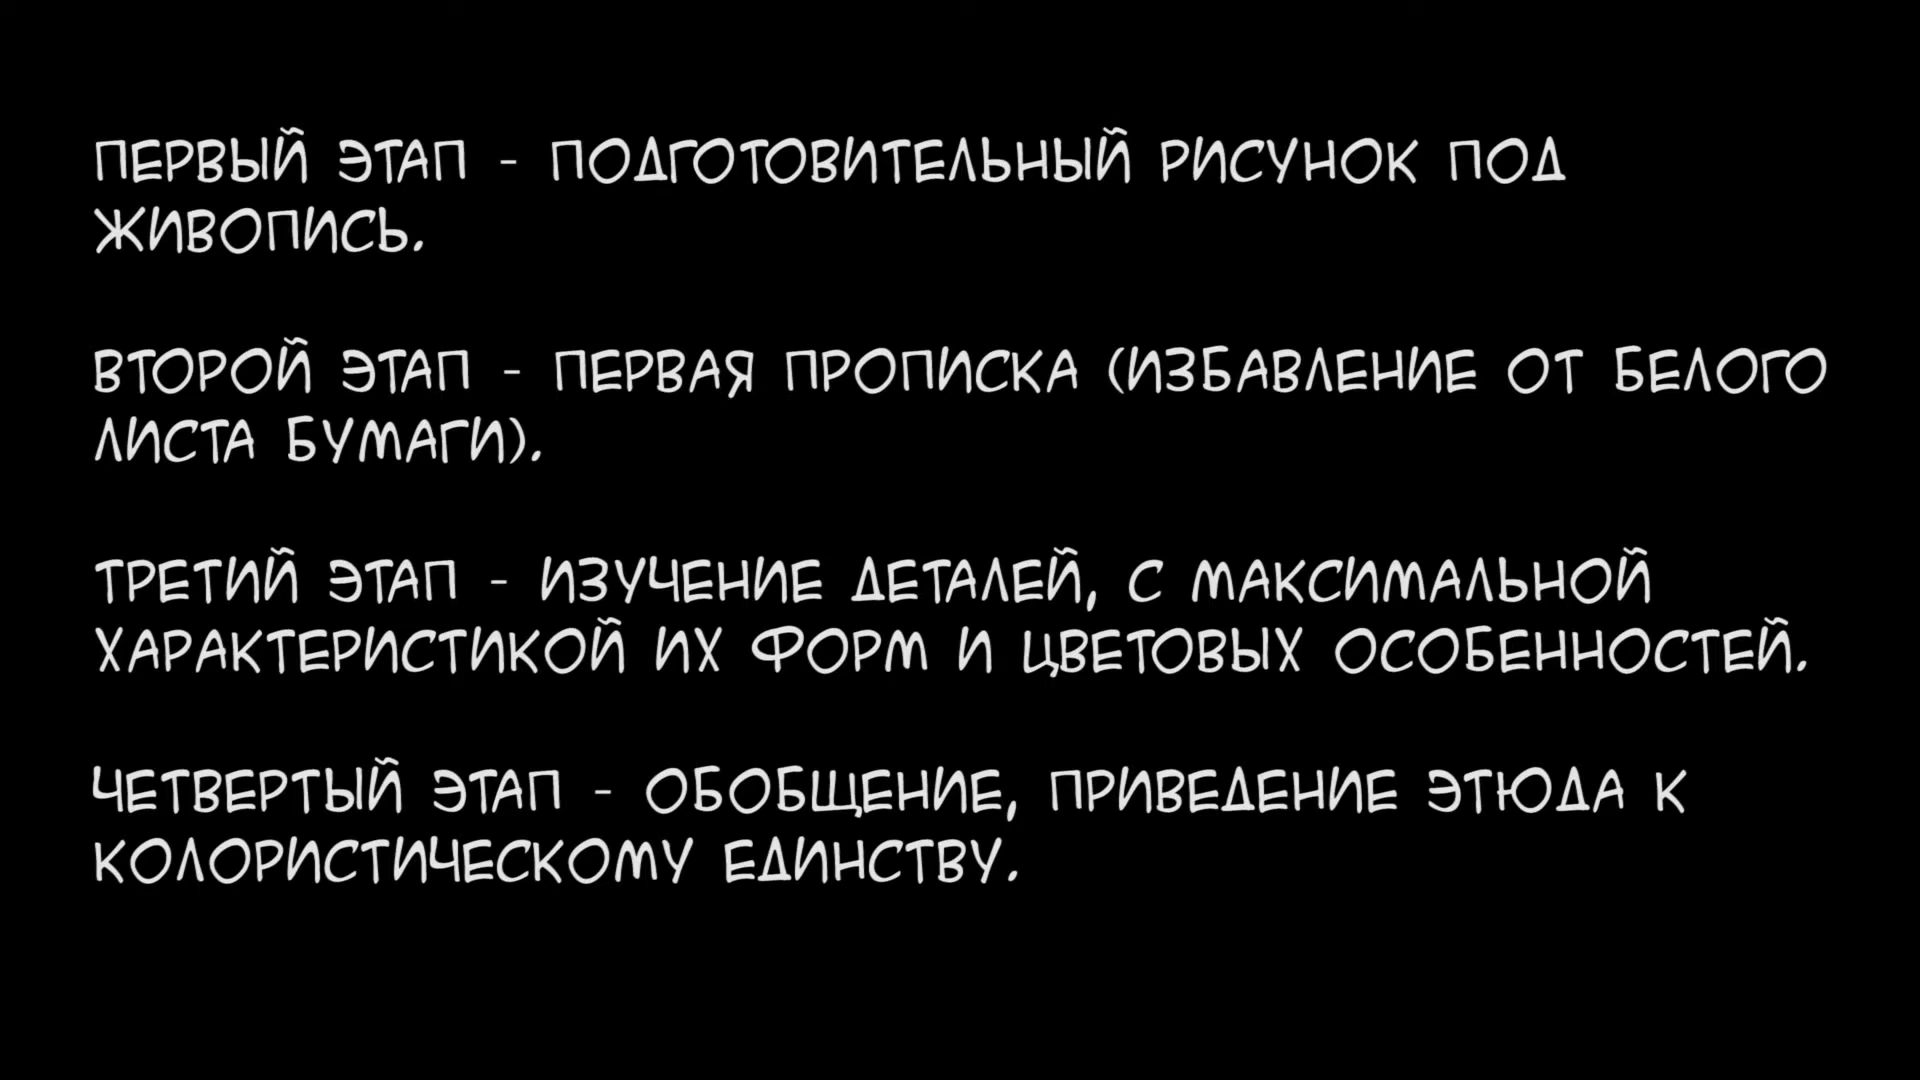 ПЕРВЫЙ ЭТАП - ПОДГОТОВИТЕЛЬНЫЙ РИСУНОК ПОД
ЖИВОПИСЬ.
ВТОРОЙ ЭТАП - ПЕРВАЯ ПРОПИСКА (ИЗБАВЛЕНИЕ ОТ БЕЛОГО
ЛИСТА БУМАГИ).
ТРЕТИЙ ЭТАП - ИЗУЧЕНИЕ ДЕТАЛЕЙ, С МАКСИМАЛЬНОЙ
ХАРАКТЕРИСТИКОЙ ИХ ФОРМ И ЦВЕТОВЫХ ОСОБЕННОСТЕЙ.
ЧЕТВЕРТЫЙ ЭТАП - ОБОБЩЕНИЕ, ПРИВЕДЕНИЕ ЭТЮДА К
КОЛОРИСТИЧЕСКОМУ ЕДИНСТВУ.